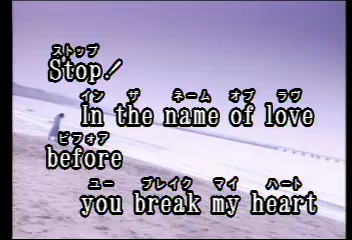 ストップ
Stop!
イン ザ ネーム オブ ラヴ
In the name of love
ビフォア
before
ユー ブレイク マイ ハート
you break my heart